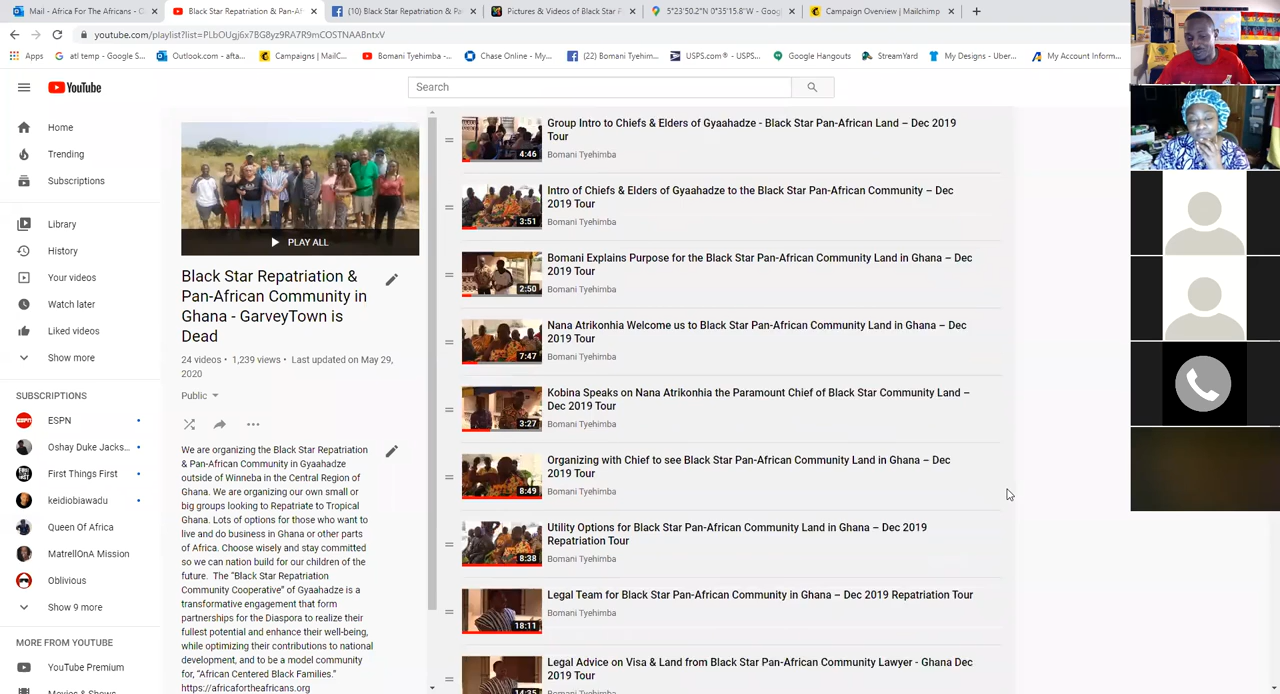 Mail - Africa For The Africans - O
Black Star Repatriation & Pan-Af
(10) Black Star Repatriation & Pa
Pictures & Videos of Black Star R
5°23'50.2"N 0°35'15.8"W - Goog
Campaign Overview | Mailchimp
youtube.com/playlist?list=PLbOUgj6x7BG8yz9RA7R9mCOSTNAABntxV
Apps
atl temp - Google S...
Outlook.com - afta...
Campaigns | MailC...
Bomani Tyehimba -...
Chase Online - My...
(22) Bomani Tyehim...
USPS.com® - USPS...
Google Hangouts
StreamYard
My Designs - Uber...
My Account Inform...
YouTube
Search
Home
Trending
Subscriptions
Library
History
Your videos
Watch later
Liked videos
Show more
SUBSCRIPTIONS
ESPN
Oshay Duke Jacks...
First Things First
keidiobiawadu
Queen Of Africa
MatrellOnA Mission
Oblivious
Show 9 more
MORE FROM YOUTUBE
YouTube Premium
Movies & Shows
PLAY ALL
Black Star Repatriation &
Pan-African Community in
Ghana - GarveyTown is
Dead
24 videos • 1,239 views • Last updated on May 29,
2020
Public
We are organizing the Black Star Repatriation
& Pan-African Community in Gyaahadze
outside of Winneba in the Central Region of
Ghana. We are organizing our own small or
big groups looking to Repatriate to Tropical
Ghana. Lots of options for those who want to
live and do business in Ghana or other parts
of Africa. Choose wisely and stay committed
so we can nation build for our children of the
future. The "Black Star Repatriation
Community Cooperative" of Gyaahadze is a
transformative engagement that form
partnerships for the Diaspora to realize their
fullest potential and enhance their well-being,
while optimizing their contributions to national
development, and to be a model community
for, "African Centered Black Families."
https://africafortheafricans.org
Group Intro to Chiefs & Elders of Gyaahadze - Black Star Pan-African Land – Dec 2019
Tour
Bomani Tyehimba
4:46
Intro of Chiefs & Elders of Gyaahadze to the Black Star Pan-African Community – Dec
2019 Tour
Bomani Tyehimba
3:51
Bomani Explains Purpose for the Black Star Pan-African Community Land in Ghana – Dec
2019 Tour
Bomani Tyehimba
2:50
Nana Atrikonhia Welcome us to Black Star Pan-African Community Land in Ghana – Dec
2019 Tour
Bomani Tyehimba
7:47
Kobina Speaks on Nana Atrikonhia the Paramount Chief of Black Star Community Land –
Dec 2019 Tour
Bomani Tyehimba
3:27
Organizing with Chief to see Black Star Pan-African Community Land in Ghana – Dec
2019 Tour
Bomani Tyehimba
8:49
Utility Options for Black Star Pan-African Community Land in Ghana – Dec 2019
Repatriation Tour
Bomani Tyehimba
8:38
Legal Team for Black Star Pan-African Community in Ghana – Dec 2019 Repatriation Tour
Bomani Tyehimba
18:11
Legal Advice on Visa & Land from Black Star Pan-African Community Lawyer - Ghana Dec
2019 Tour
14:35